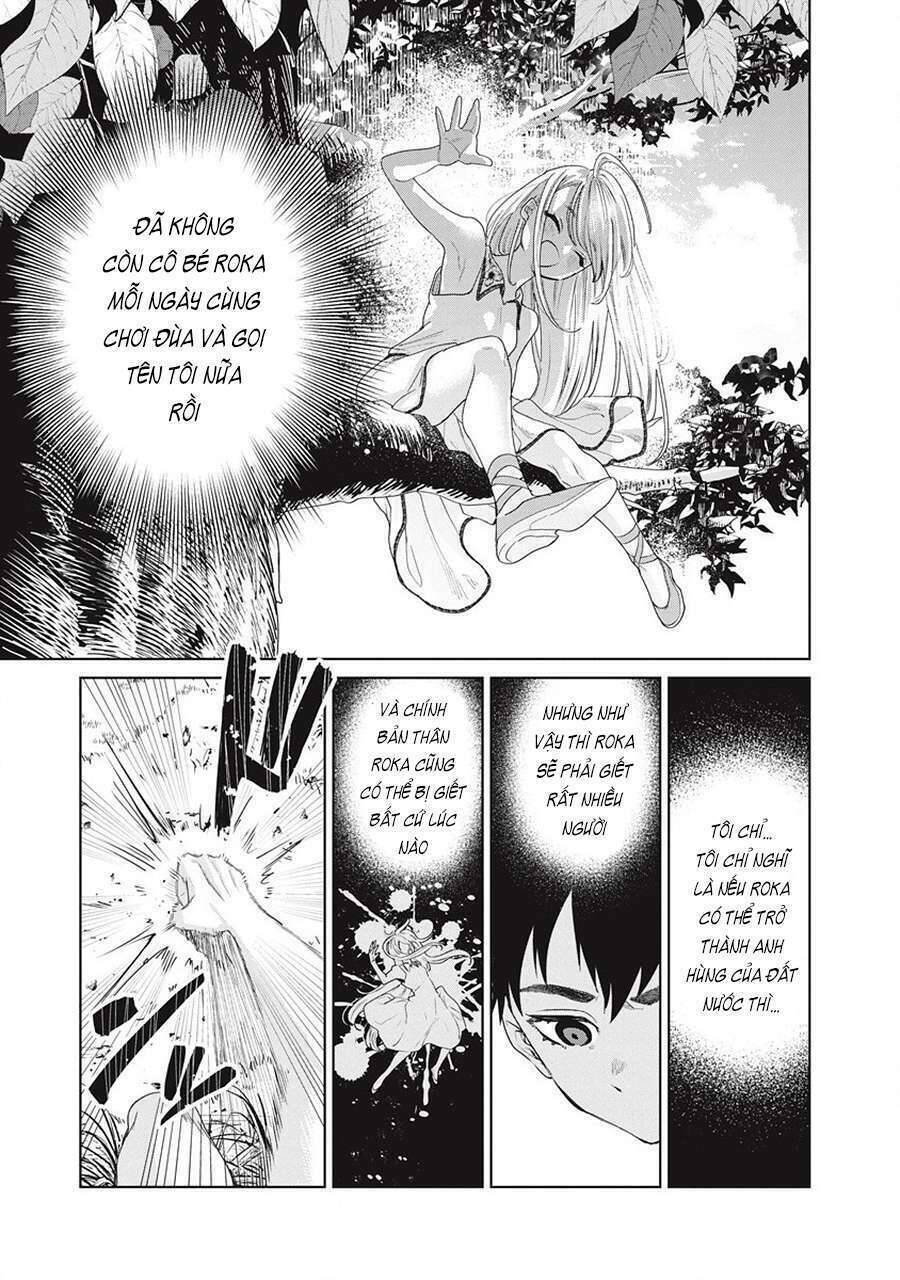 ĐÃ KHÔNG
CÒN CÔ BÉ ROKA
MỖI NGÀY CÙNG
CHƠI ĐÙA VÀ GỌI
TÊN TÔI NỮA
RỒI
TÔI CHỈ...
TÔI CHỈ NGHĨ
LÀ NẾU ROKA
CÓ THỂ TRỞ
THÀNH ANH
HÙNG CỦA ĐẤT
NƯỚC THÌ...
NHƯNG NHƯ
VẬY THÌ ROKA
SẼ PHẢI GIẾT
RẤT NHIỀU
NGƯỜI
VÀ CHÍNH
BẢN THÂN
ROKA CŨNG
CÓ THỂ BỊ GIẾT
BẤT CỨ LÚC
NÀO